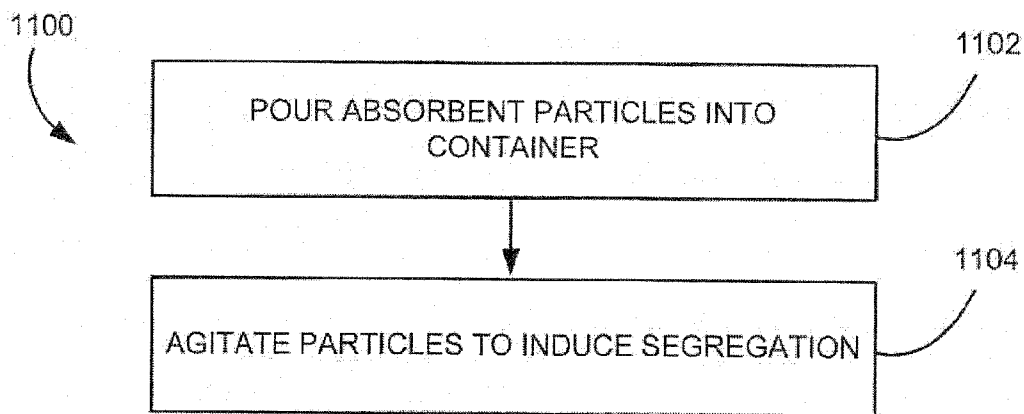 1100
1102
POUR ABSORBENT PARTICLES INTO
CONTAINER
1104
AGITATE PARTICLES TO INDUCE SEGREGATION